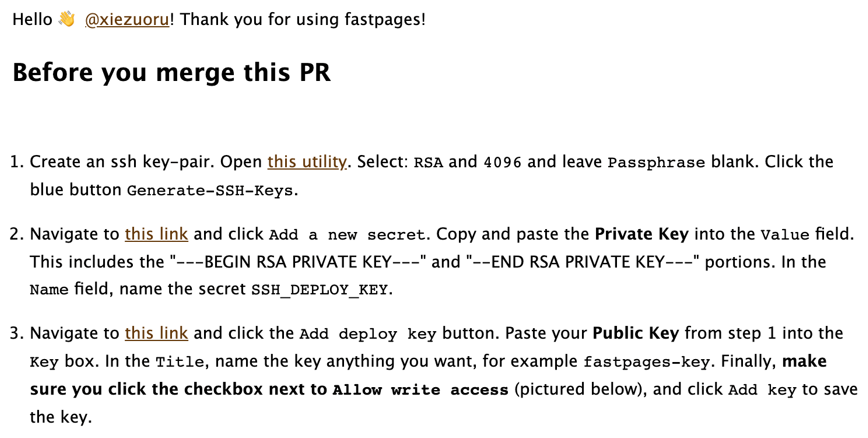 Hello 👋 @xiezuoru! Thank you for using fastpages!
Before you merge this PR
1. Create an ssh key-pair. Open this utility. Select: RSA and 4096 and leave Passphrase blank. Click the
blue button Generate-SSH-Keys.
2. Navigate to this link and click Add a new secret. Copy and paste the Private Key into the Value field.
This includes the "---BEGIN RSA PRIVATE KEY---" and "--END RSA PRIVATE KEY---" portions. In the
Name field, name the secret SSH_DEPLOY_KEY.
3. Navigate to this link and click the Add deploy key button. Paste your Public Key from step 1 into the
Key box. In the Title, name the key anything you want, for example fastpages-key. Finally, make
sure you click the checkbox next to Allow write access (pictured below), and click Add key to save
the key.